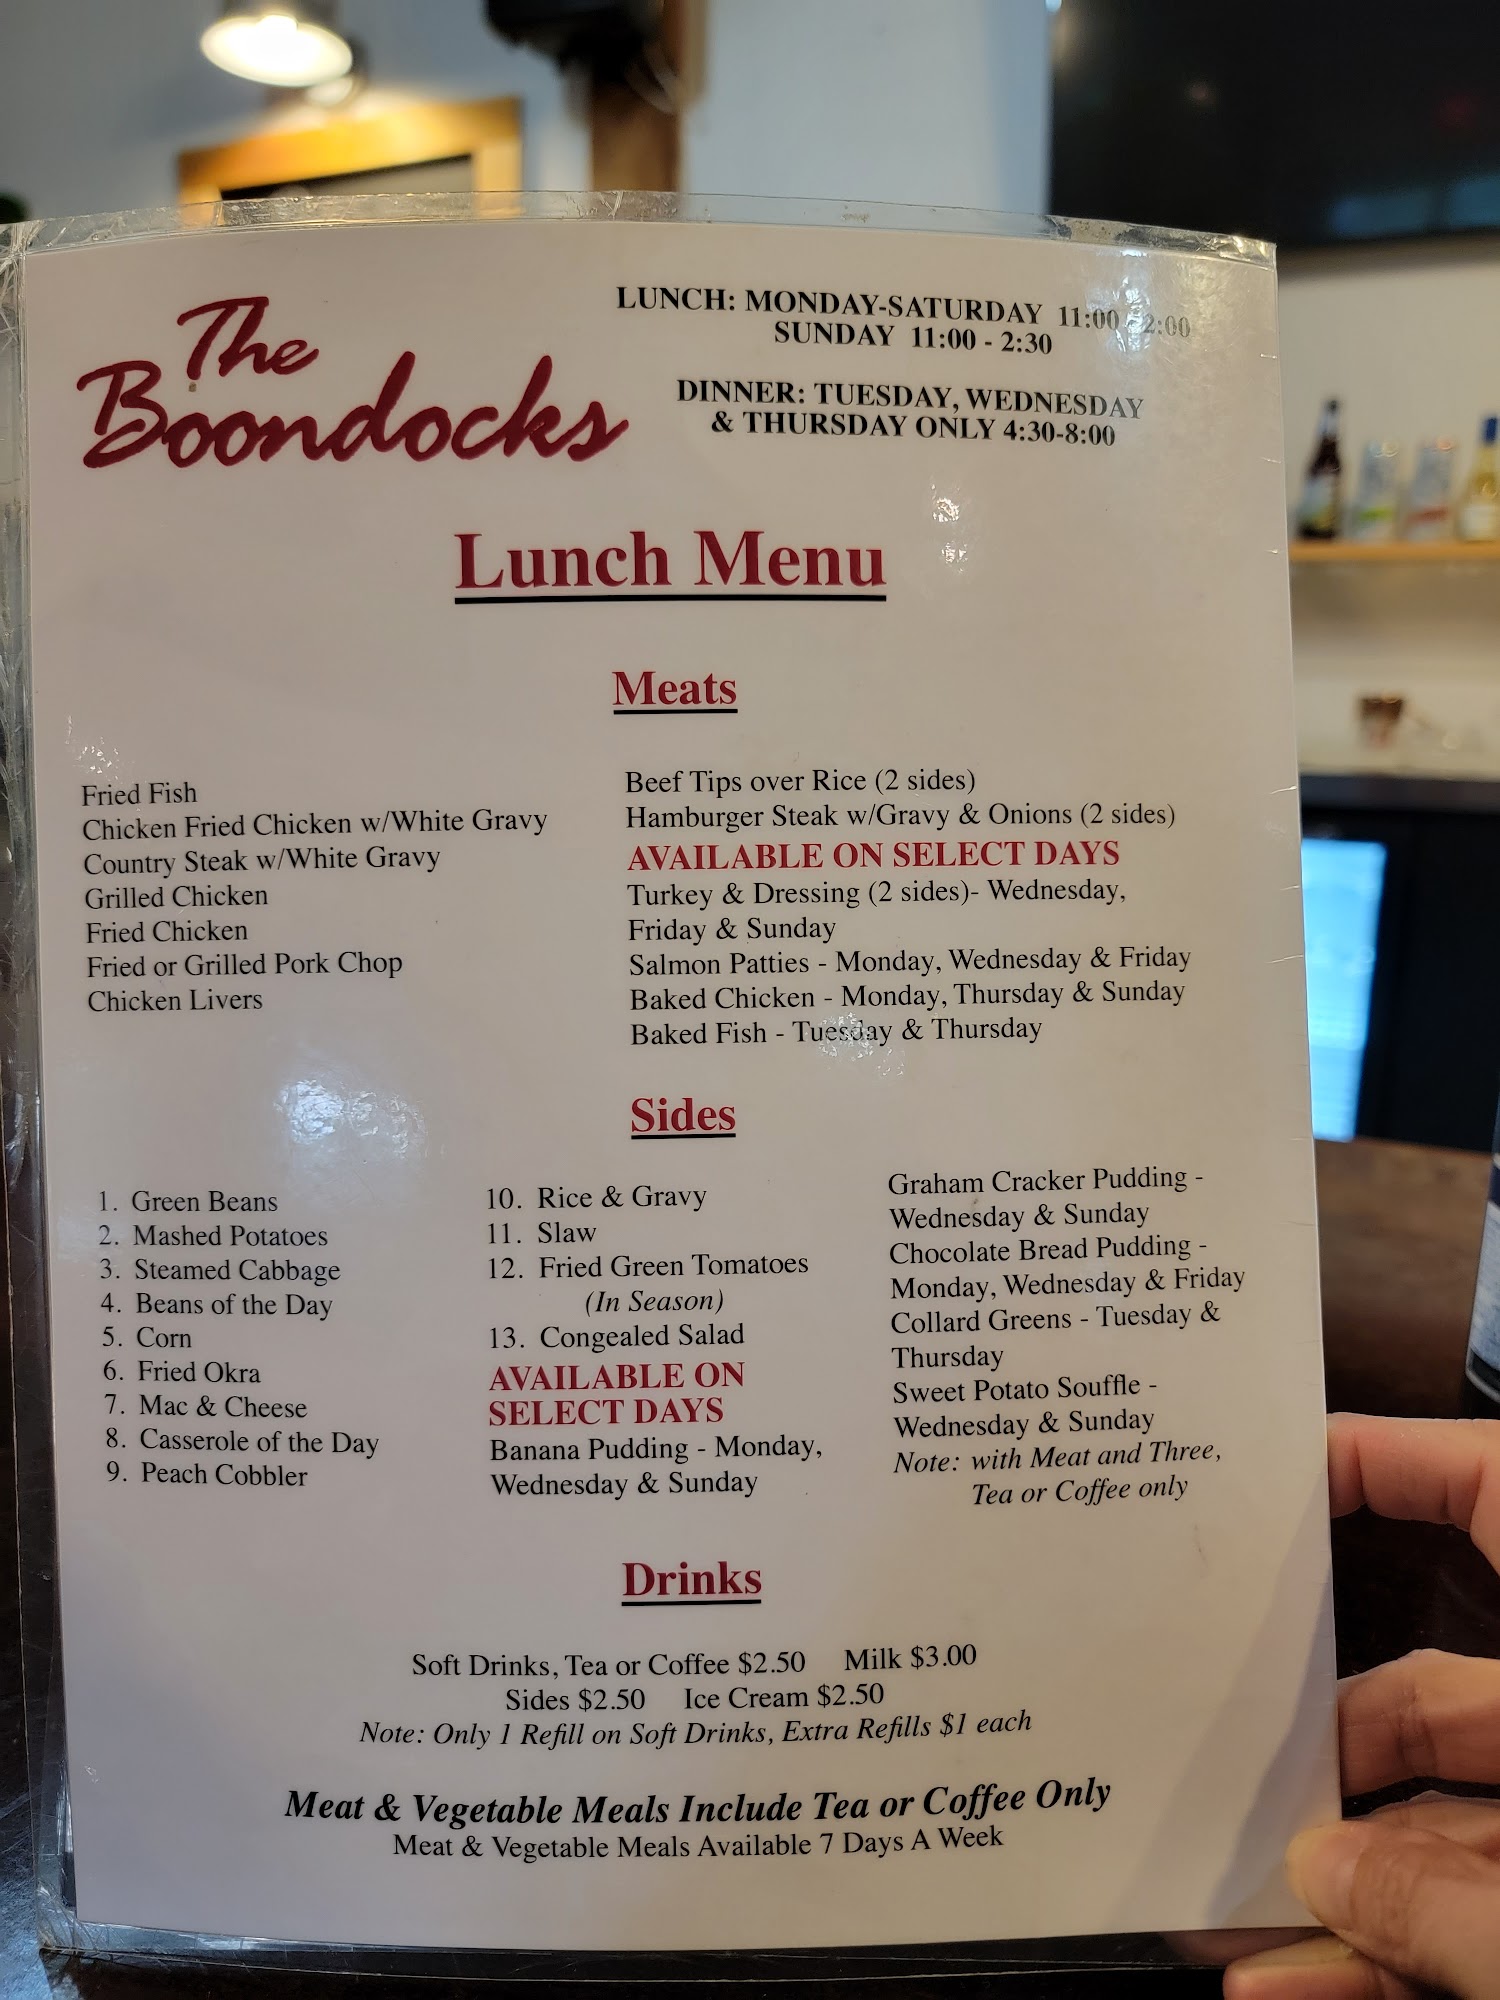 The
Boondocks
LUNCH: MONDAY-SATURDAY 11:00 - 2:00
SUNDAY 11:00 - 2:30
DINNER: TUESDAY, WEDNESDAY
& THURSDAY ONLY 4:30-8:00
Lunch Menu
Meats
Fried Fish
Chicken Fried Chicken w/White Gravy
Country Steak w/White Gravy
Grilled Chicken
Fried Chicken
Fried or Grilled Pork Chop
Chicken Livers
Beef Tips over Rice (2 sides)
Hamburger Steak w/Gravy & Onions (2 sides)
AVAILABLE ON SELECT DAYS
Turkey & Dressing (2 sides)- Wednesday,
Friday & Sunday
Salmon Patties - Monday, Wednesday & Friday
Baked Chicken - Monday, Thursday & Sunday
Baked Fish - Tuesday & Thursday
Sides
1. Green Beans
2. Mashed Potatoes
3. Steamed Cabbage
4. Beans of the Day
5. Corn
6. Fried Okra
7. Mac & Cheese
8. Casserole of the Day
9. Peach Cobbler
10. Rice & Gravy
11. Slaw
12. Fried Green Tomatoes
(In Season)
13. Congealed Salad
AVAILABLE ON
SELECT DAYS
Banana Pudding - Monday,
Wednesday & Sunday
Graham Cracker Pudding -
Wednesday & Sunday
Chocolate Bread Pudding -
Monday, Wednesday & Friday
Collard Greens - Tuesday &
Thursday
Sweet Potato Souffle -
Wednesday & Sunday
Note: with Meat and Three,
Tea or Coffee only
Drinks
Soft Drinks, Tea or Coffee $2.50 Milk $3.00
Sides $2.50 Ice Cream $2.50
Note: Only 1 Refill on Soft Drinks, Extra Refills $1 each
Meat & Vegetable Meals Include Tea or Coffee Only
Meat & Vegetable Meals Available 7 Days A Week